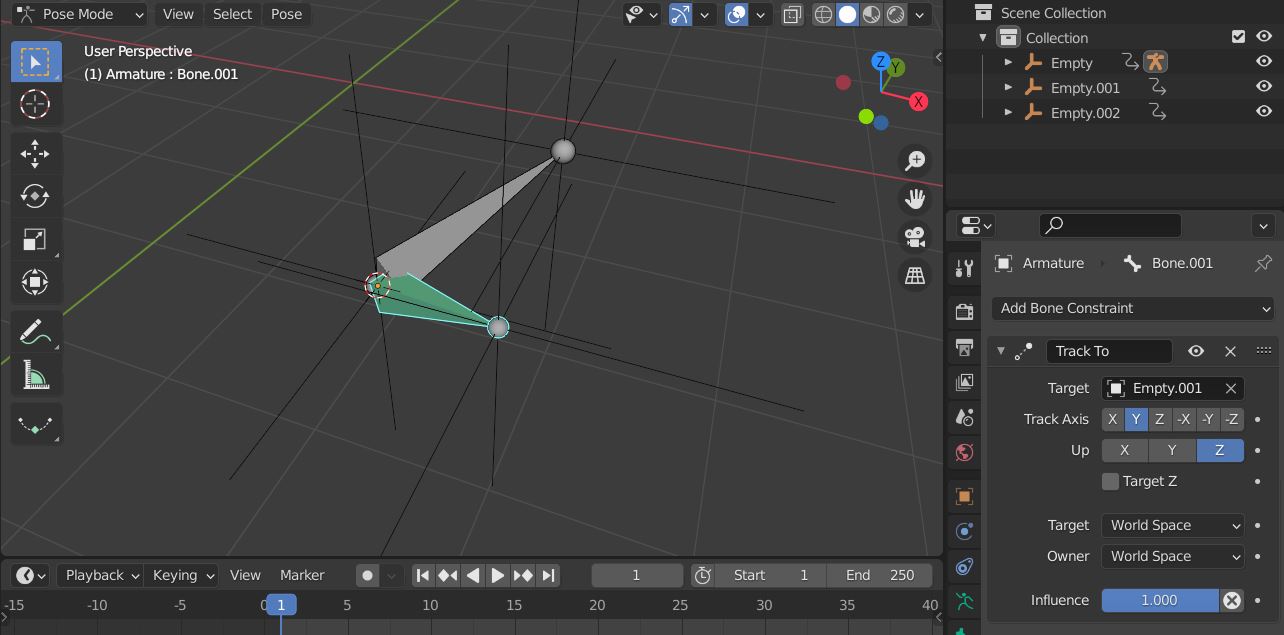 Pose Mode View Select Pose
User Perspective
(1) Armature : Bone.001
Z
Y
X
Scene Collection
Collection
Empty
Empty.001
Empty.002
Armature Bone.001
Add Bone Constraint
Track To
Target Empty.001
Track Axis X Y Z -X -Y -Z
Up X Y Z
Target Z
Target World Space
Owner World Space
Influence 1.000
Playback Keying View Marker 1 Start 1 End 250
-15 -10 -5 0 1 5 10 15 20 25 30 35 40